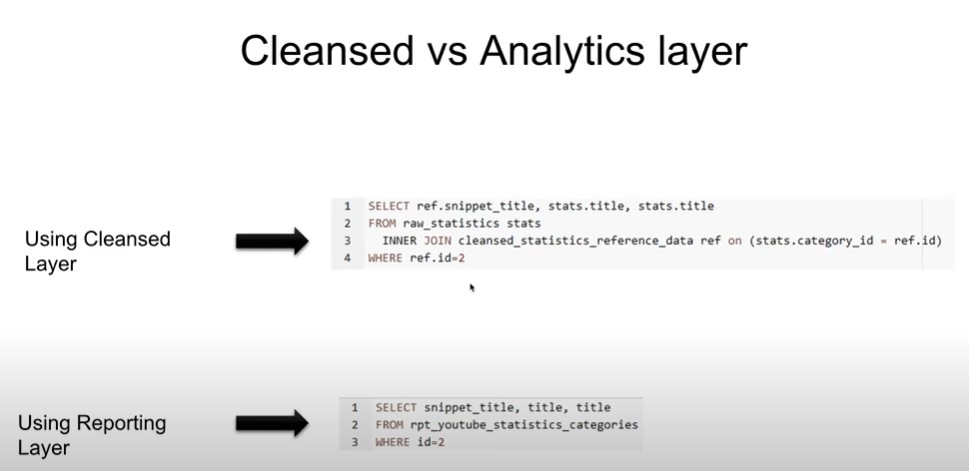 Cleansed vs Analytics layer
Using Cleansed
Layer
1 SELECT ref.snippet_title, stats.title, stats.title
2 FROM raw_statistics stats
3 INNER JOIN cleansed_statistics_reference_data ref on (stats.category_id = ref.id)
4 WHERE ref.id=2
Using Reporting
Layer
1 SELECT snippet_title, title, title
2 FROM rpt_youtube_statistics_categories
3 WHERE id=2